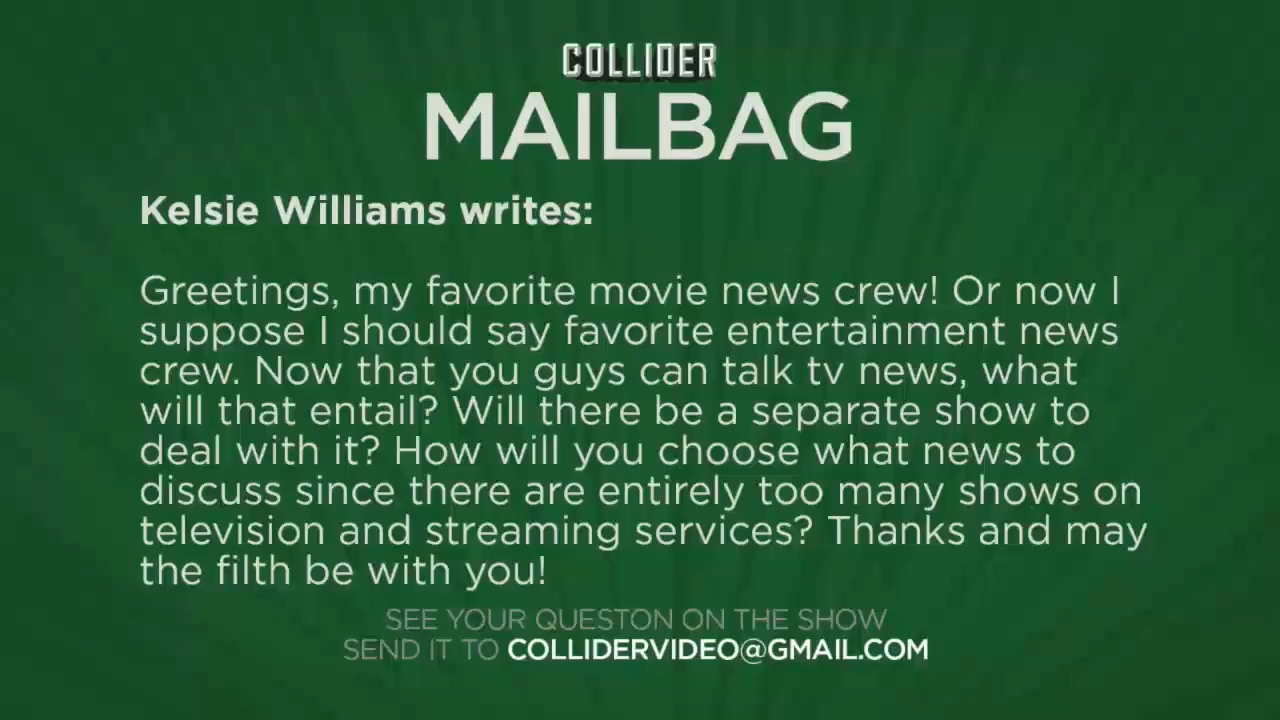 COLLIDER
MAILBAG
Kelsie Williams writes:
Greetings, my favorite movie news crew! Or now I
suppose I should say favorite entertainment news
crew. Now that you guys can talk tv news, what
will that entail? Will there be a separate show to
deal with it? How will you choose what news to
discuss since there are entirely too many shows on
television and streaming services? Thanks and may
the filth be with you!
SEE YOUR QUESTON ON THE SHOW
SEND IT TO COLLIDERVIDEO@GMAIL.COM